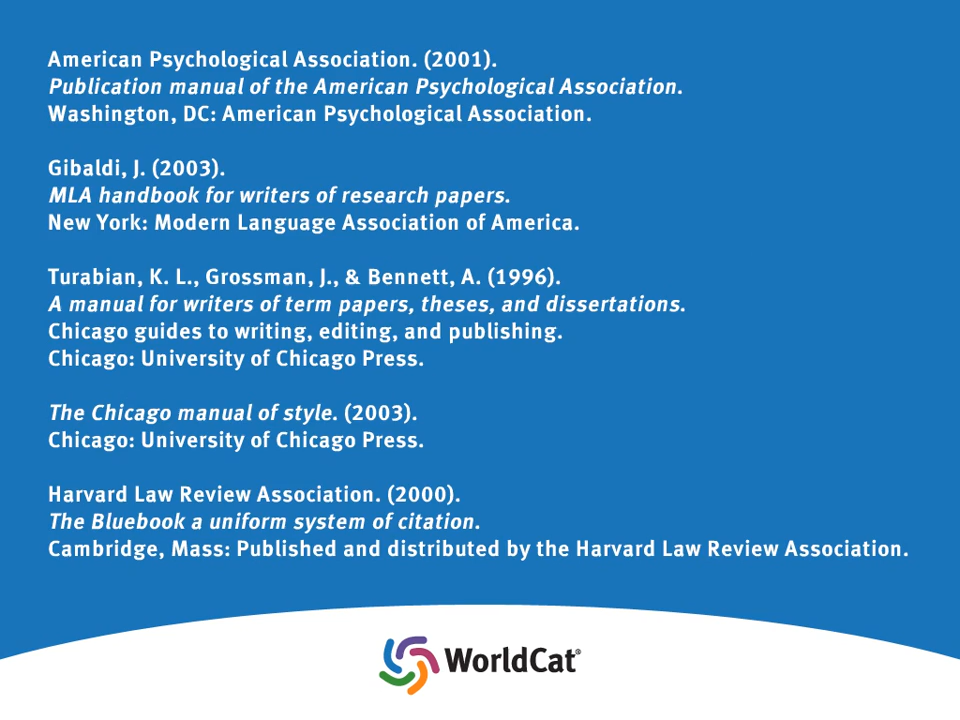 American Psychological Association. (2001).
Publication manual of the American Psychological Association.
Washington, DC: American Psychological Association.
Gibaldi, J. (2003).
MLA handbook for writers of research papers.
New York: Modern Language Association of America.
Turabian, K. L., Grossman, J., & Bennett, A. (1996).
A manual for writers of term papers, theses, and dissertations.
Chicago guides to writing, editing, and publishing.
Chicago: University of Chicago Press.
The Chicago manual of style. (2003).
Chicago: University of Chicago Press.
Harvard Law Review Association. (2000).
The Bluebook a uniform system of citation.
Cambridge, Mass: Published and distributed by the Harvard Law Review Association.
WorldCat®